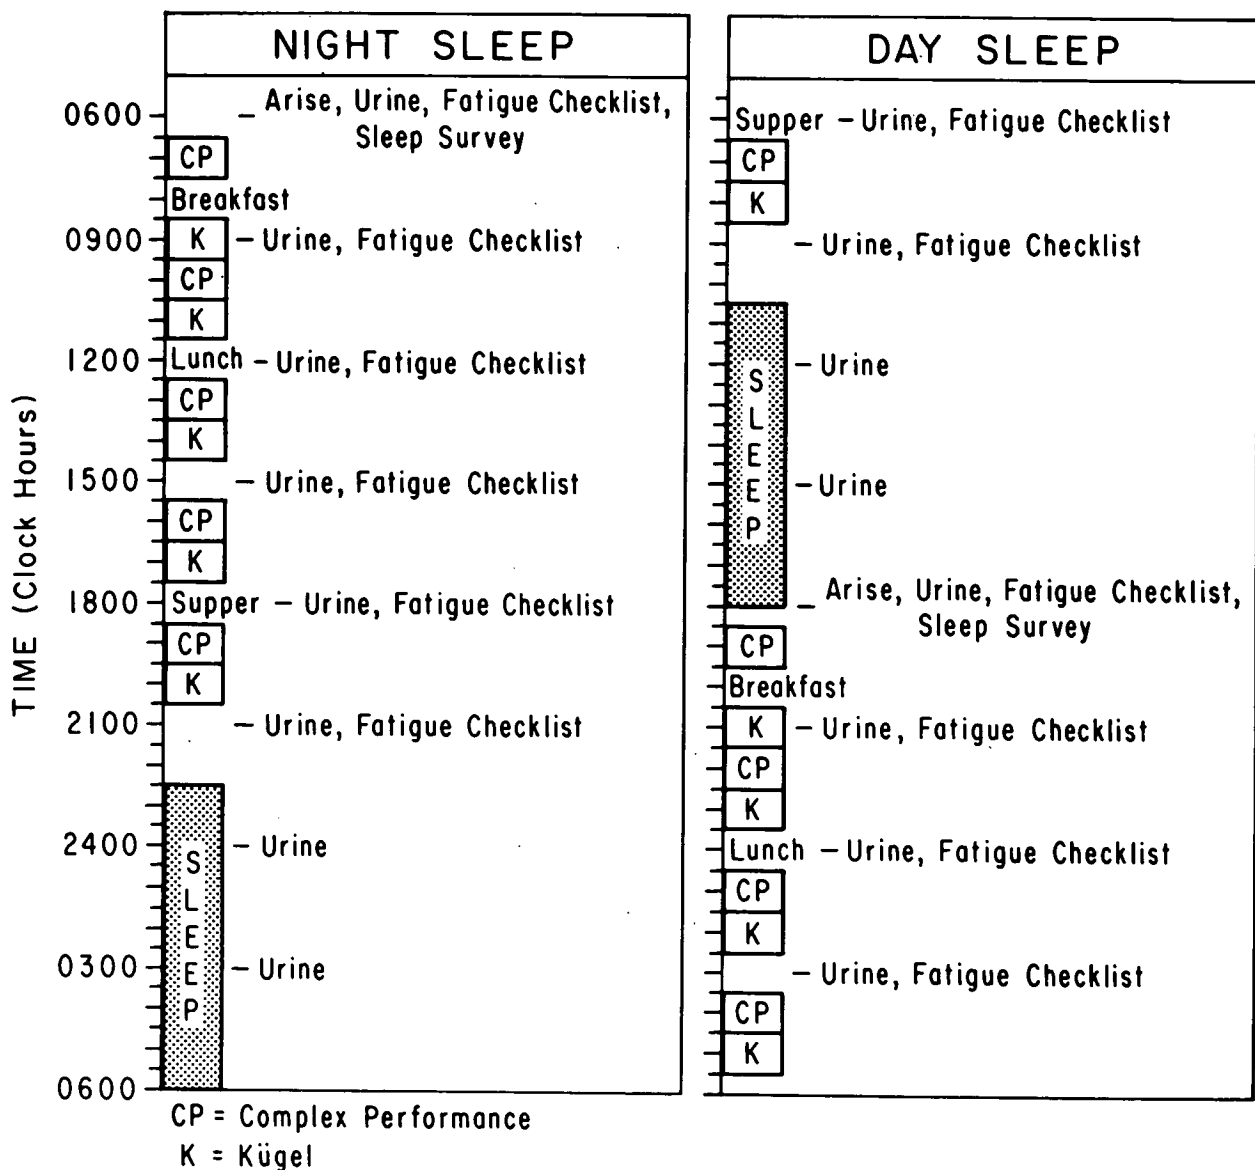 NIGHT SLEEP
TIME (Clock Hours)
0600
Arise, Urine, Fatigue Checklist,
Sleep Survey
CP
Breakfast
0900
K – Urine, Fatigue Checklist
CP
K
1200
Lunch – Urine, Fatigue Checklist
CP
K
1500
– Urine, Fatigue Checklist
CP
K
1800
Supper – Urine, Fatigue Checklist
CP
K
2100
– Urine, Fatigue Checklist
SLEEP
2400
– Urine
0300
– Urine
0600
DAY SLEEP
Supper – Urine, Fatigue Checklist
CP
K
– Urine, Fatigue Checklist
SLEEP
– Urine
– Urine
Arise, Urine, Fatigue Checklist,
Sleep Survey
CP
Breakfast
K – Urine, Fatigue Checklist
CP
K
Lunch – Urine, Fatigue Checklist
CP
K
– Urine, Fatigue Checklist
CP
K
CP = Complex Performance
K = Kügel